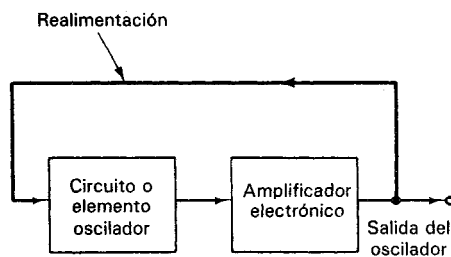 Realimentación
Circuito o
elemento
oscilador
Amplificador
electrónico
Salida del
oscilador